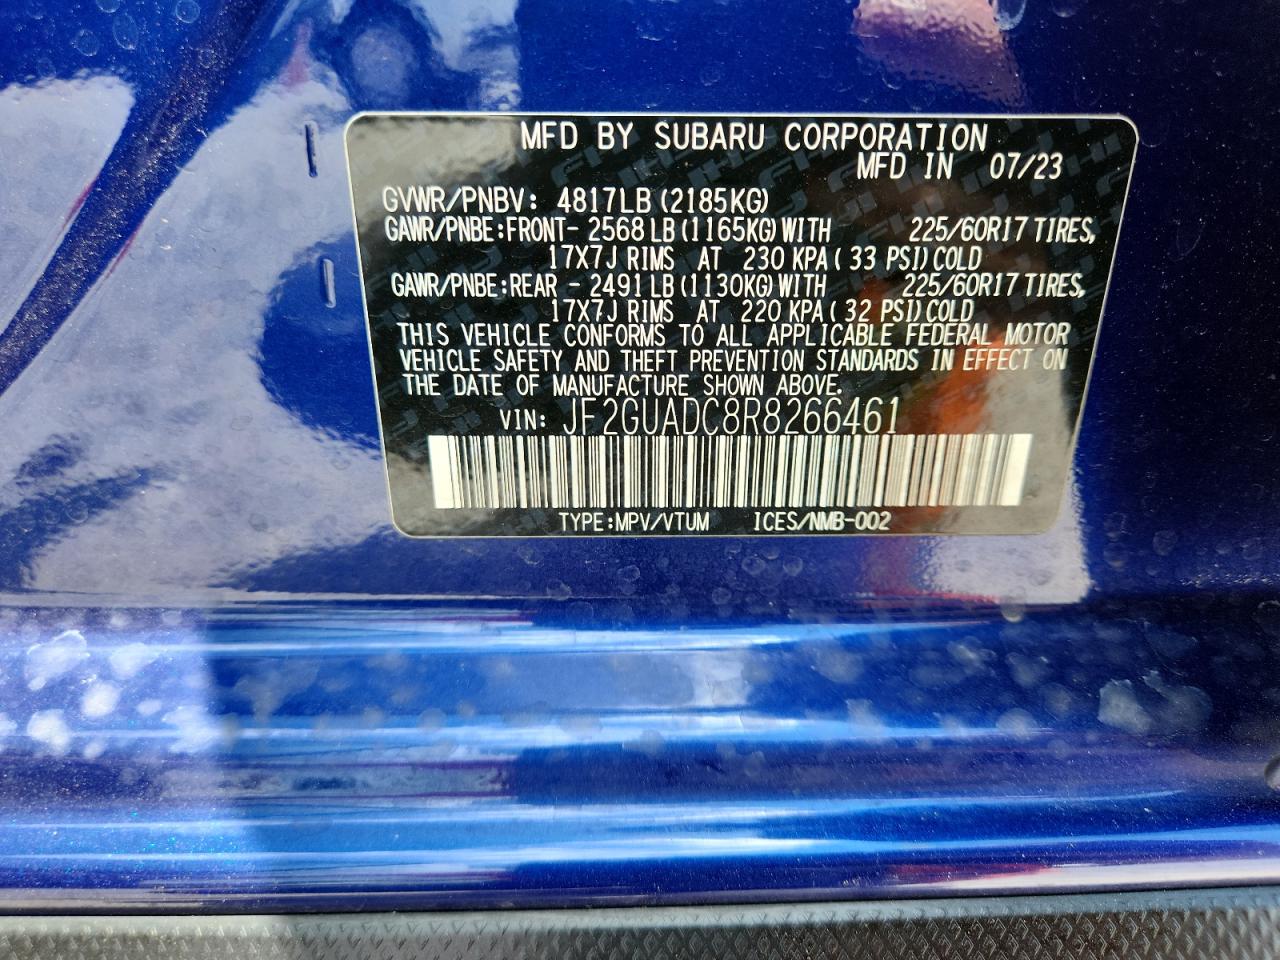 MFD BY SUBARU CORPORATION
MFD IN 07/23
GVWR/PNBV: 4817LB (2185KG)
GAWR/PNBE:FRONT- 2568 LB (1165KG) WITH 225/60R17 TIRES,
17X7J RIMS AT 230 KPA ( 33 PSI) COLD
GAWR/PNBE:REAR - 2491 LB (1130KG) WITH 225/60R17 TIRES,
17X7J RIMS AT 220 KPA ( 32 PSI) COLD
THIS VEHICLE CONFORMS TO ALL APPLICABLE FEDERAL MOTOR
VEHICLE SAFETY AND THEFT PREVENTION STANDARDS IN EFFECT ON
THE DATE OF MANUFACTURE SHOWN ABOVE.
VIN: JF2GUADC8R8266461
TYPE:MPV/VTUM ICES/NMB-002